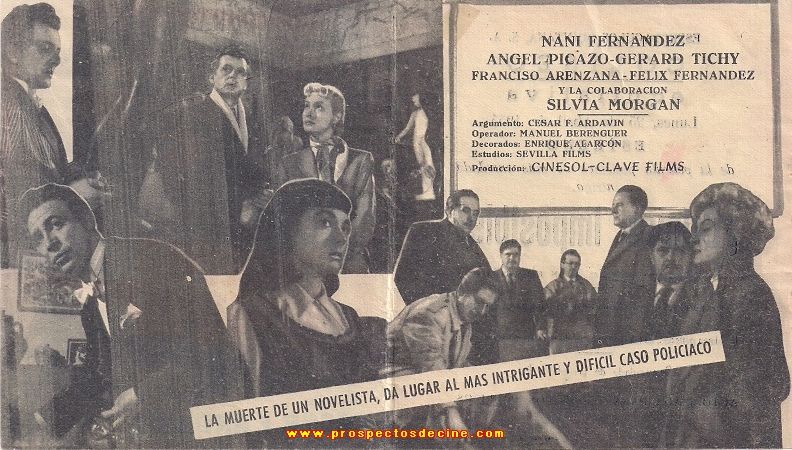 NANI FERNANDEZ
ANGEL PICAZO-GERARD TICHY
FRANCISO ARENZANA-FELIX FERNANDEZ
Y LA COLABORACION
SILVIA MORGAN
Argumento: CESAR F. ARDAVIN
Operador: MANUEL BERENGUER
Decorados: ENRIQUE ALARCÓN
Estudios: SEVILLA FILMS
Producción: CINESOL-CLAVE FILMS
LA MUERTE DE UN NOVELISTA, DA LUGAR AL MAS INTRIGANTE Y DIFICIL CASO POLICIACO
www.prospectosdecine.com